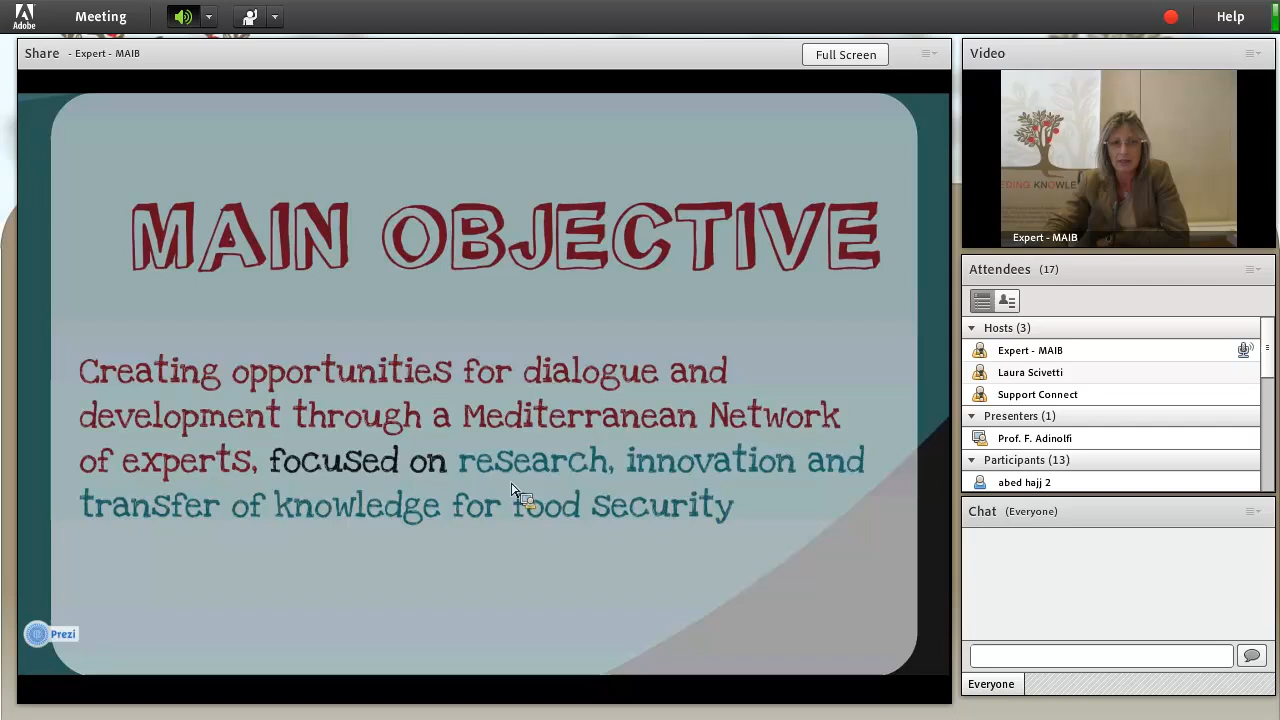 Adobe
Meeting
Help
Share - Expert - MAIB
Full Screen
MAIN OBJECTIVE
Creating opportunities for dialogue and
development through a Mediterranean Network
of experts, focused on research, innovation and
transfer of knowledge for food security
Prezi
Video
EDING KNOWLE
Expert - MAIB
Attendees (17)
Hosts (3)
Expert - MAIB
Laura Scivetti
Support Connect
Presenters (1)
Prof. F. Adinolfi
Participants (13)
abed hajj 2
Chat (Everyone)
Everyone